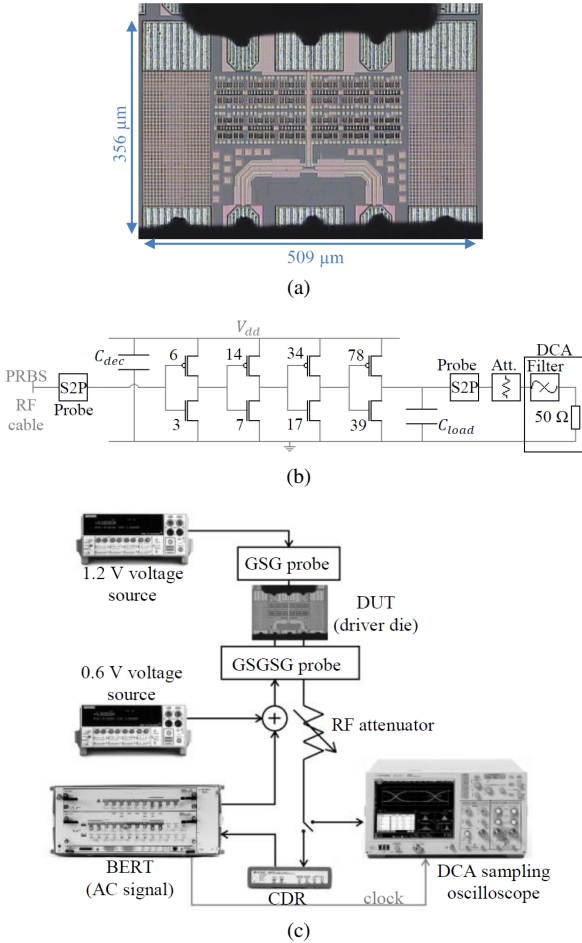 356 µm
509 µm
(a)
V_dd
C_dec
6
14
34
78
PRBS
S2P
Probe
RF
cable
3
7
17
39
C_load
Probe
S2P
Att.
DCA
Filter
50 Ω
(b)
1.2 V voltage
source
GSG probe
DUT
(driver die)
GSGSG probe
0.6 V voltage
source
+
RF attenuator
BERT
(AC signal)
CDR
clock
DCA sampling
oscilloscope
(c)